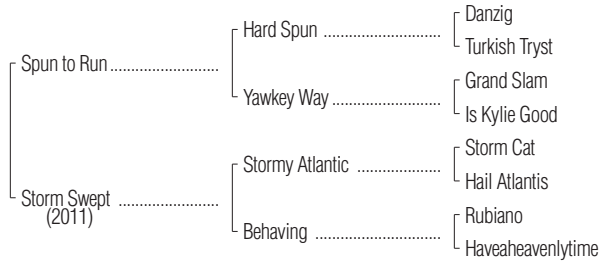 Danzig
Hard Spun ........................
Turkish Tryst
Spun to Run ......................
Grand Slam
Yawkey Way ......................
Is Kylie Good
Storm Cat
Stormy Atlantic .................
Hail Atlantis
Storm Swept ....................
(2011)
Rubiano
Behaving .........................
Haveaheavenlytime